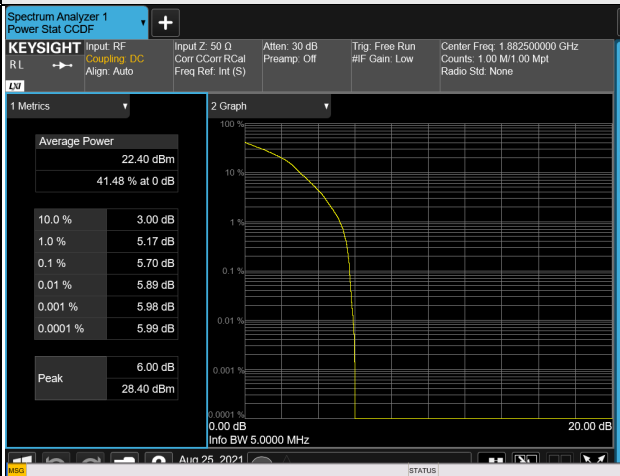 Spectrum Analyzer 1
Power Stat CCDF
KEYSIGHT
R L
LXI
Input: RF
Coupling: DC
Align: Auto
Input Z: 50 Ω
Corr CCorr RCal
Freq Ref: Int (S)
Atten: 30 dB
Preamp: Off
Trig: Free Run
#IF Gain: Low
Center Freq: 1.882500000 GHz
Counts: 1.00 M/1.00 Mpt
Radio Std: None
1 Metrics
Average Power
22.40 dBm
41.48 % at 0 dB
10.0 % 3.00 dB
1.0 % 5.17 dB
0.1 % 5.70 dB
0.01 % 5.89 dB
0.001 % 5.98 dB
0.0001 % 5.99 dB
Peak
6.00 dB
28.40 dBm
2 Graph
100 %
10 %
1 %
0.1 %
0.01 %
0.001 %
0.0001 %
0.00 dB 20.00 dB
Info BW 5.0000 MHz
Aug 25, 2021
MSG STATUS